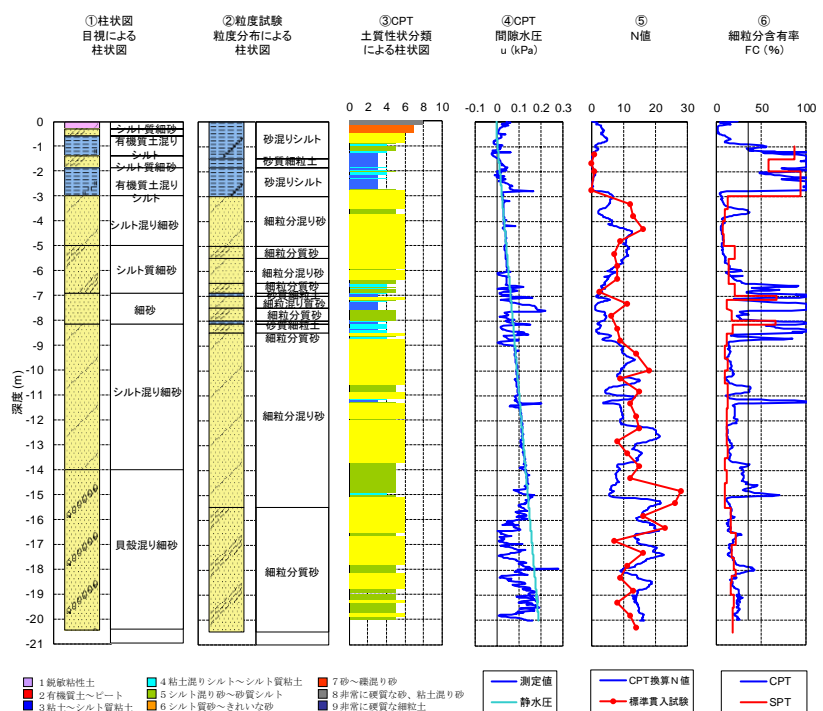 ①柱状図
目視による
柱状図
②粒度試験
粒度分布による
柱状図
③CPT
土質性状分類
による柱状図
④CPT
間隙水圧
u (kPa)
⑤
N値
⑥
細粒分含有率
FC (%)
0 2 4 6 8 10
-0.1 0 0.1 0.2 0.3
0 10 20 30
0 50 100
深度(m)
0
-1
-2
-3
-4
-5
-6
-7
-8
-9
-10
-11
-12
-13
-14
-15
-16
-17
-18
-19
-20
-21
シルト質細砂
有機質土混り
シルト
シルト質細砂
有機質土混り
シルト
シルト混り細砂
シルト質細砂
細砂
シルト混り細砂
貝殻混り細砂
砂混りシルト
砂質細粒土
砂混りシルト
細粒分混り砂
細粒分質砂
細粒分混り砂
細粒分質砂
砂質細粒土
細粒分混り砂
細粒分質砂
砂質細粒土
細粒分質砂
細粒分混り砂
細粒分質砂
1鋭敏粘性土
2有機質土～ピート
3粘土～シルト質粘土
4粘土混りシルト～シルト質粘土
5シルト混り砂～砂質シルト
6シルト質砂～きれいな砂
7砂～礫混り砂
8非常に硬質な砂、粘土混り砂
9非常に硬質な細粒土
測定値
静水圧
CPT換算N値
標準貫入試験
CPT
SPT